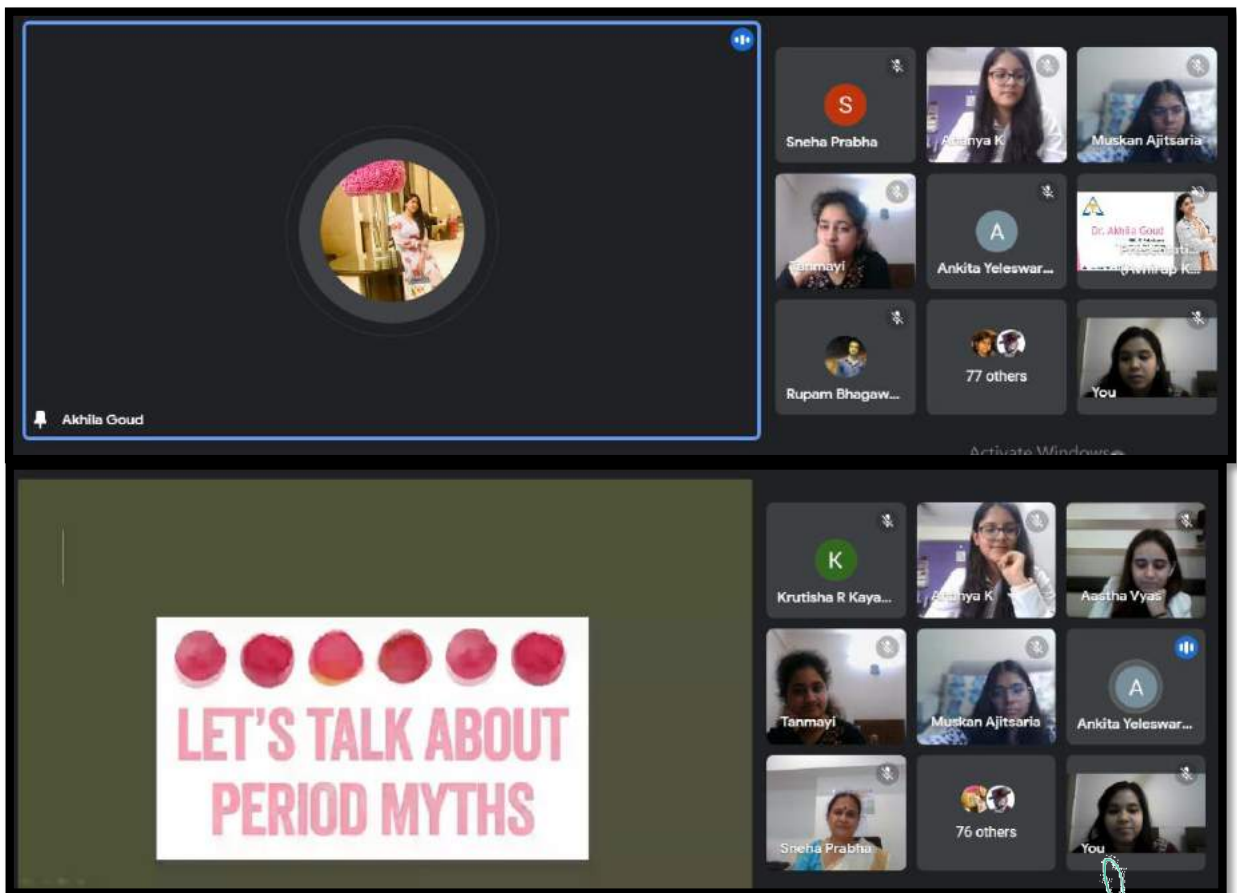 Akhila Goud
S
Sneha Prabha
Ananya K
Muskan Ajitsaria
Tanmayi
A
Ankita Yeleswar...
Dr. Akhila Goud
Rupam Bhagaw...
77 others
You
Activate Windows
LET'S TALK ABOUT
PERIOD MYTHS
K
Krutisha R Kaya...
Ananya K
Aastha Vyas
Tanmayi
Muskan Ajitsaria
A
Ankita Yeleswar...
Sneha Prabha
76 others
You